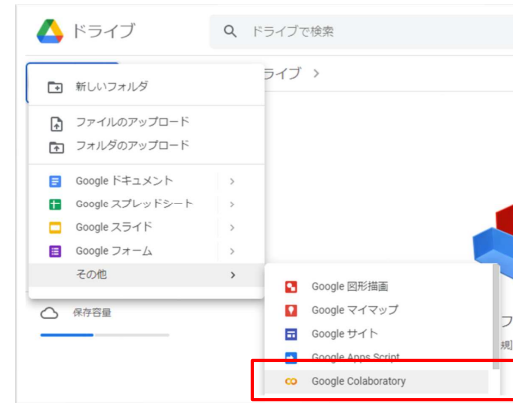 ドライブ
ドライブで検索
ライブ >
新しいフォルダ
ファイルのアップロード
フォルダのアップロード
Google ドキュメント >
Google スプレッドシート >
Google スライド >
Google フォーム >
その他 >
Google 図形描画
Google マイマップ
Google サイト
Google Apps Script
Google Colaboratory
保存容量
フ
規